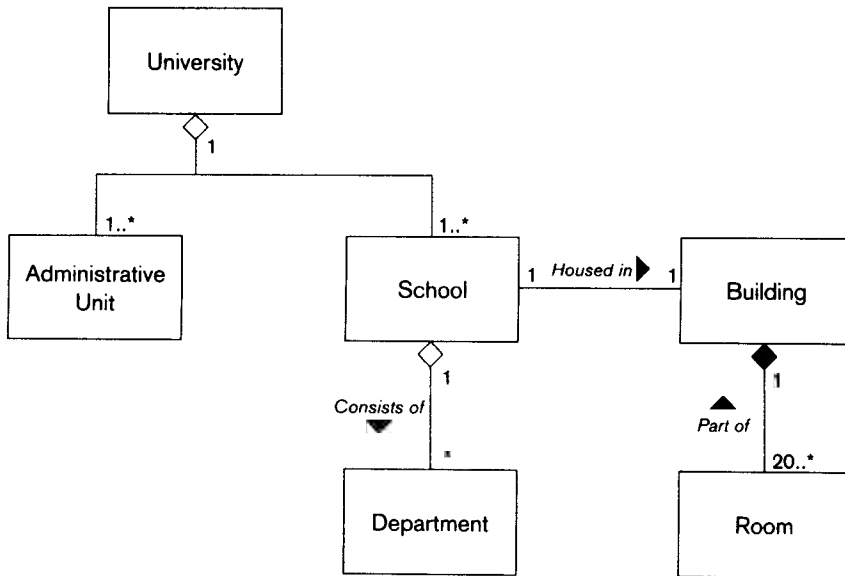 University
1
1..*
1..*
Administrative
Unit
School
1
Housed in
1
Building
1
1
Consists of
Part of
*
20..*
Department
Room